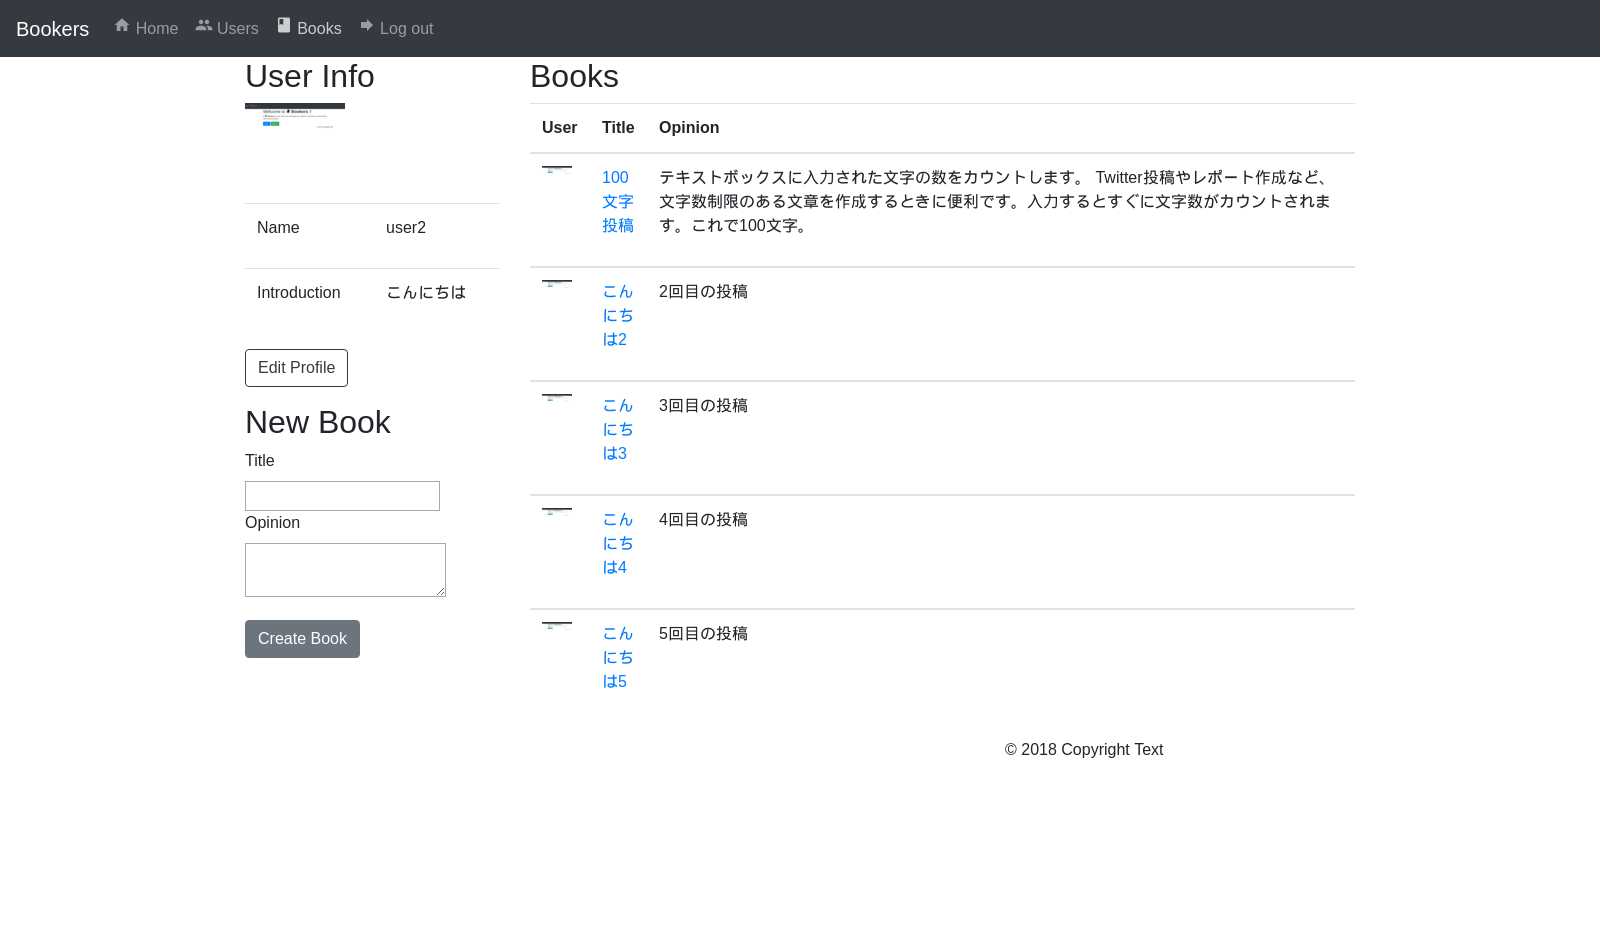 Bookers Home Users Books Log out
User Info
Name user2
Introduction こんにちは
Edit Profile
New Book
Title
Opinion
Create Book
Books
User Title Opinion
100
文字
投稿
テキストボックスに入力された文字の数をカウントします。 Twitter投稿やレポート作成など、
文字数制限のある文章を作成するときに便利です。入力するとすぐに文字数がカウントされま
す。これで100文字。
こん
にち
は2
2回目の投稿
こん
にち
は3
3回目の投稿
こん
にち
は4
4回目の投稿
こん
にち
は5
5回目の投稿
© 2018 Copyright Text